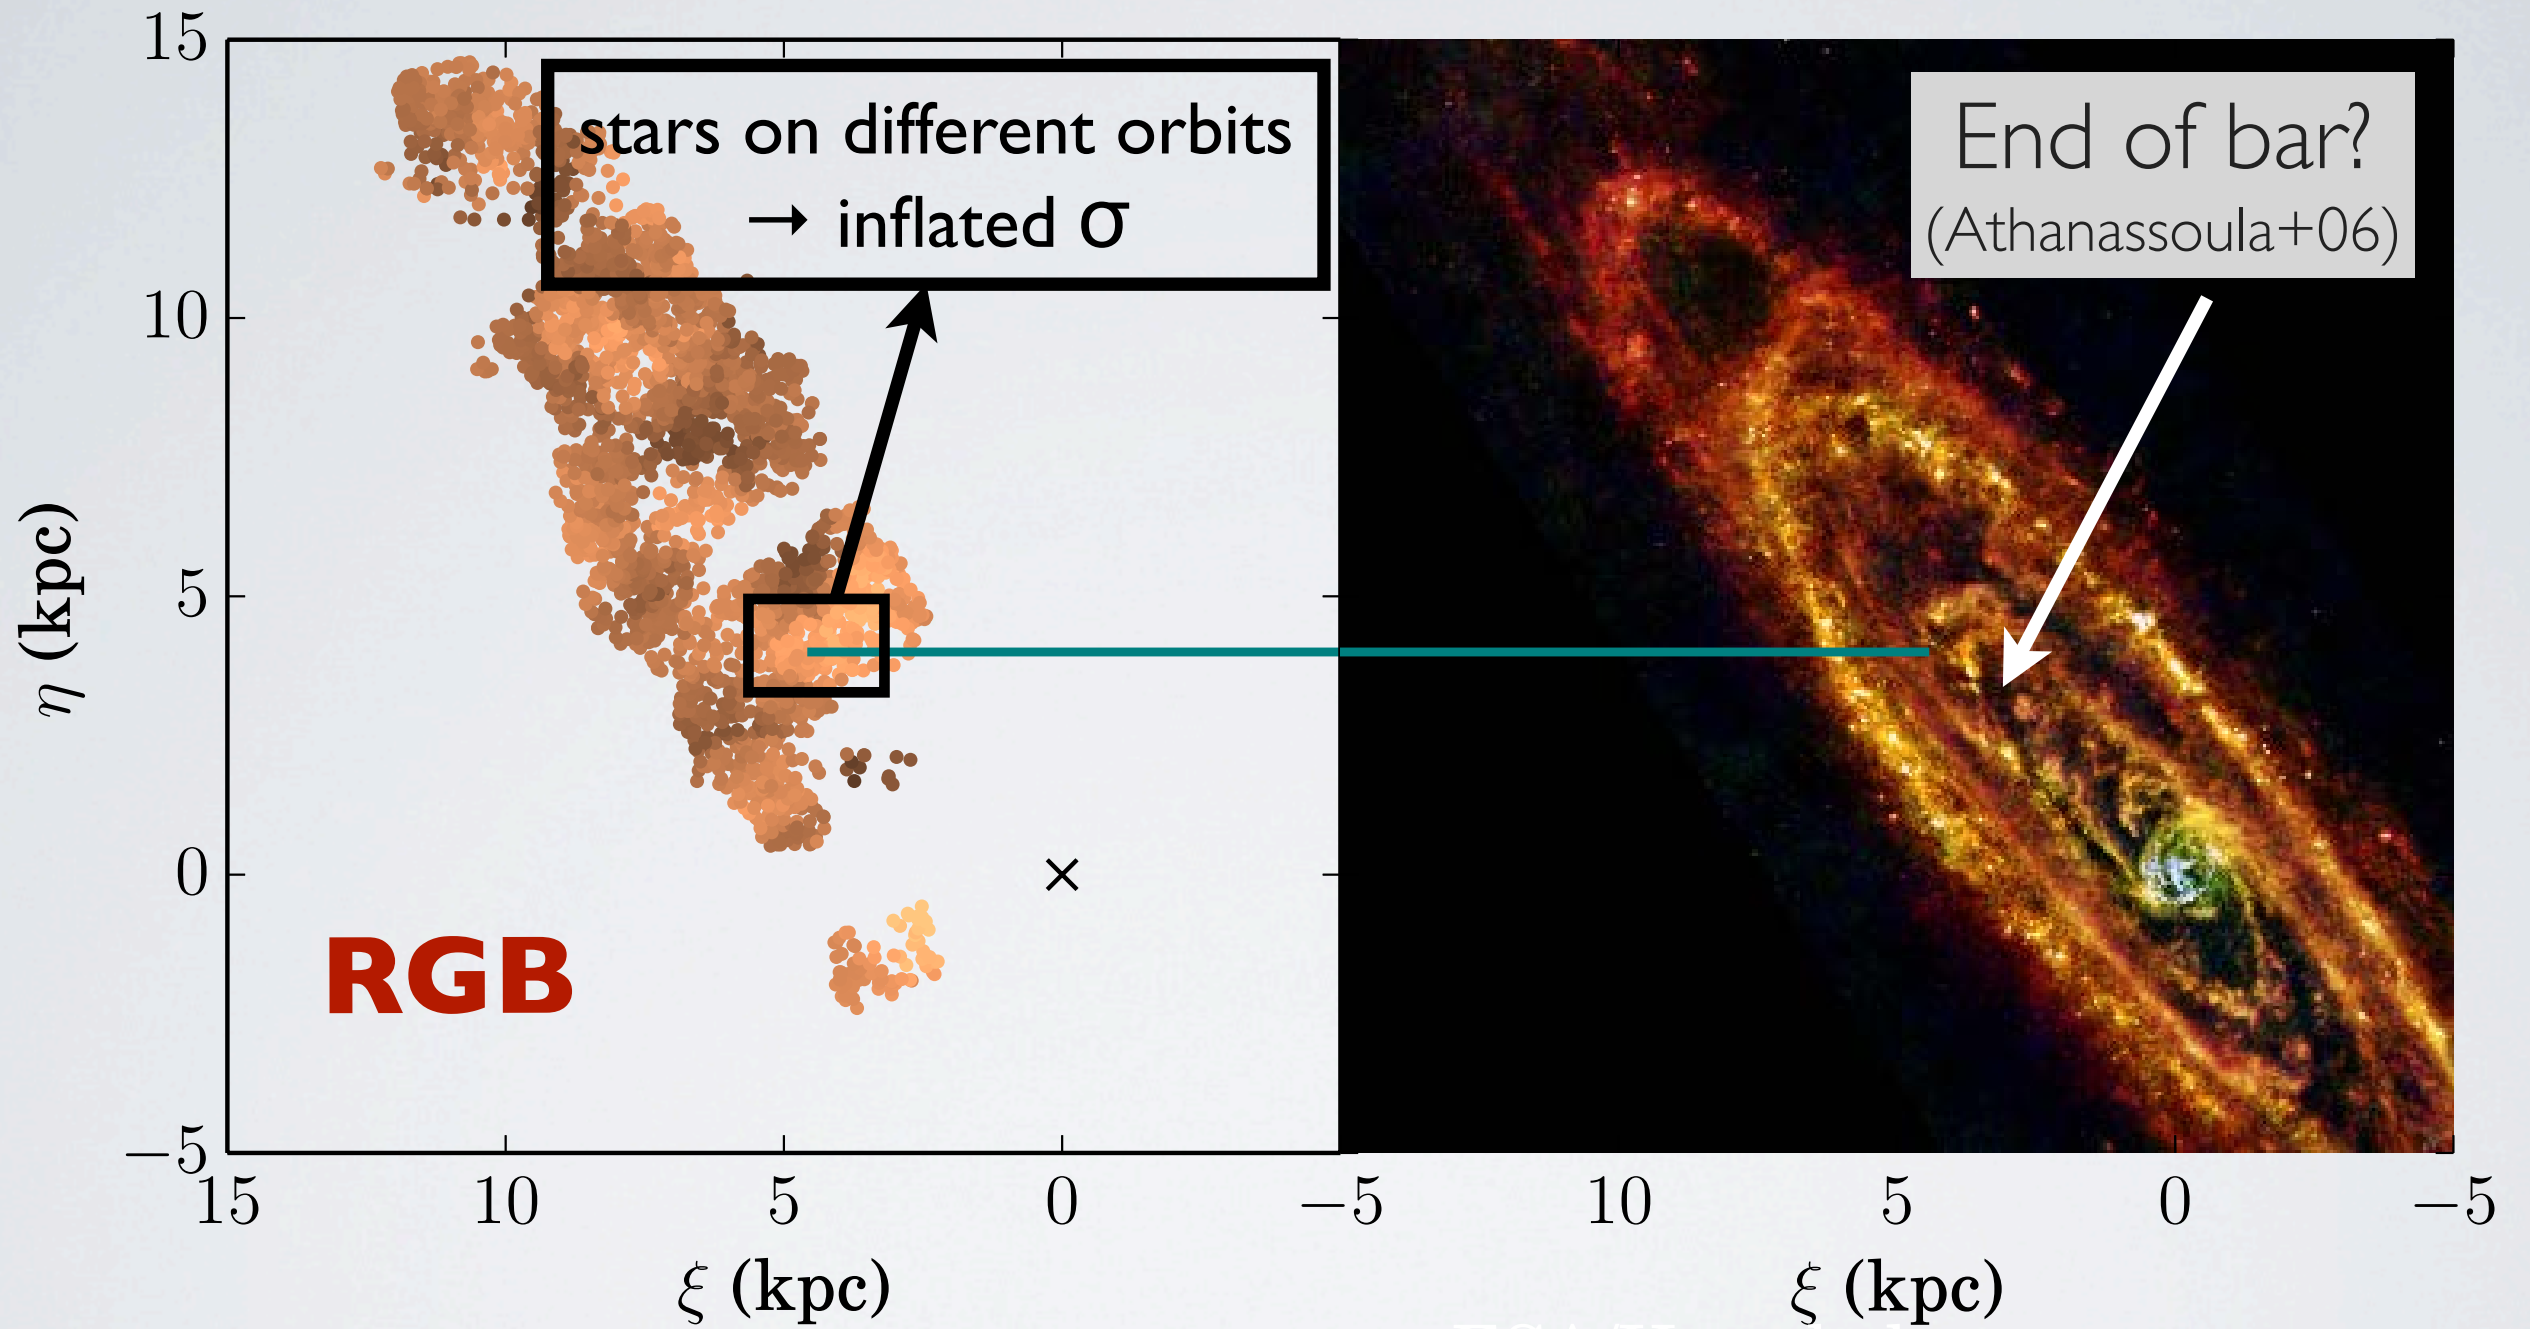 15
stars on different orbits
→ inflated σ
End of bar?
(Athanassoula+06)
10
5
0
−5
η (kpc)
RGB
15 10 5 0 −5 10 5 0 −5
ξ (kpc) ξ (kpc)